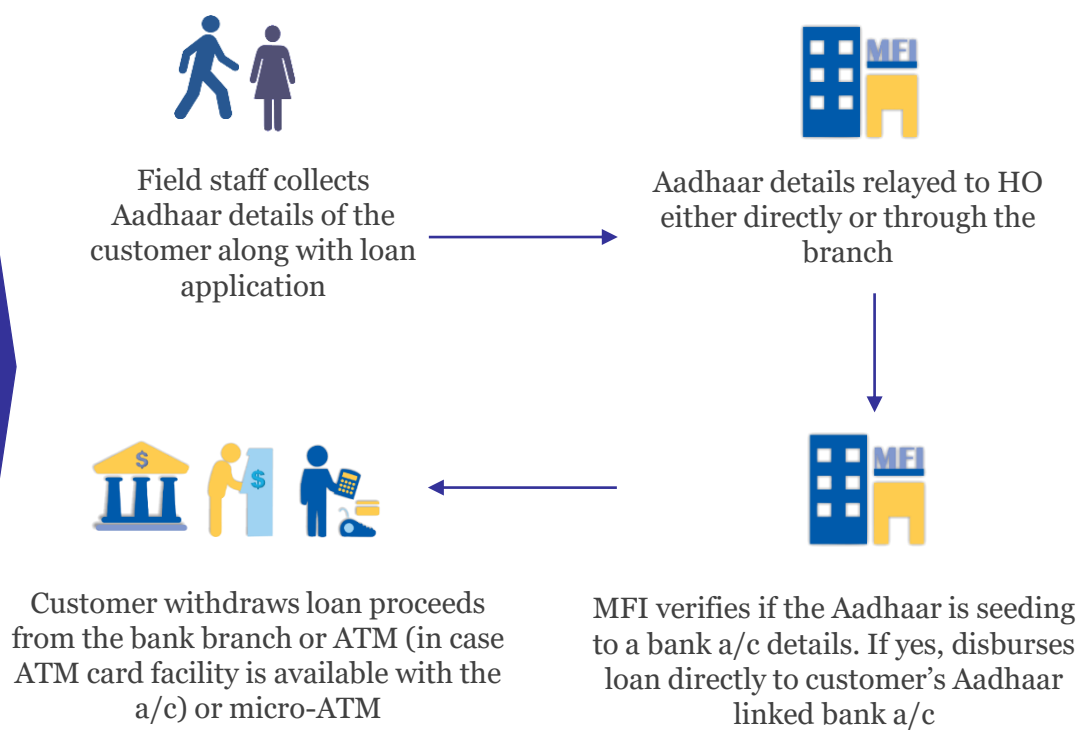 Field staff collects
Aadhaar details of the
customer along with loan
application
MFI
Aadhaar details relayed to HO
either directly or through the
branch
MFI
MFI verifies if the Aadhaar is seeding
to a bank a/c details. If yes, disburses
loan directly to customer’s Aadhaar
linked bank a/c
$
$
Customer withdraws loan proceeds
from the bank branch or ATM (in case
ATM card facility is available with the
a/c) or micro-ATM